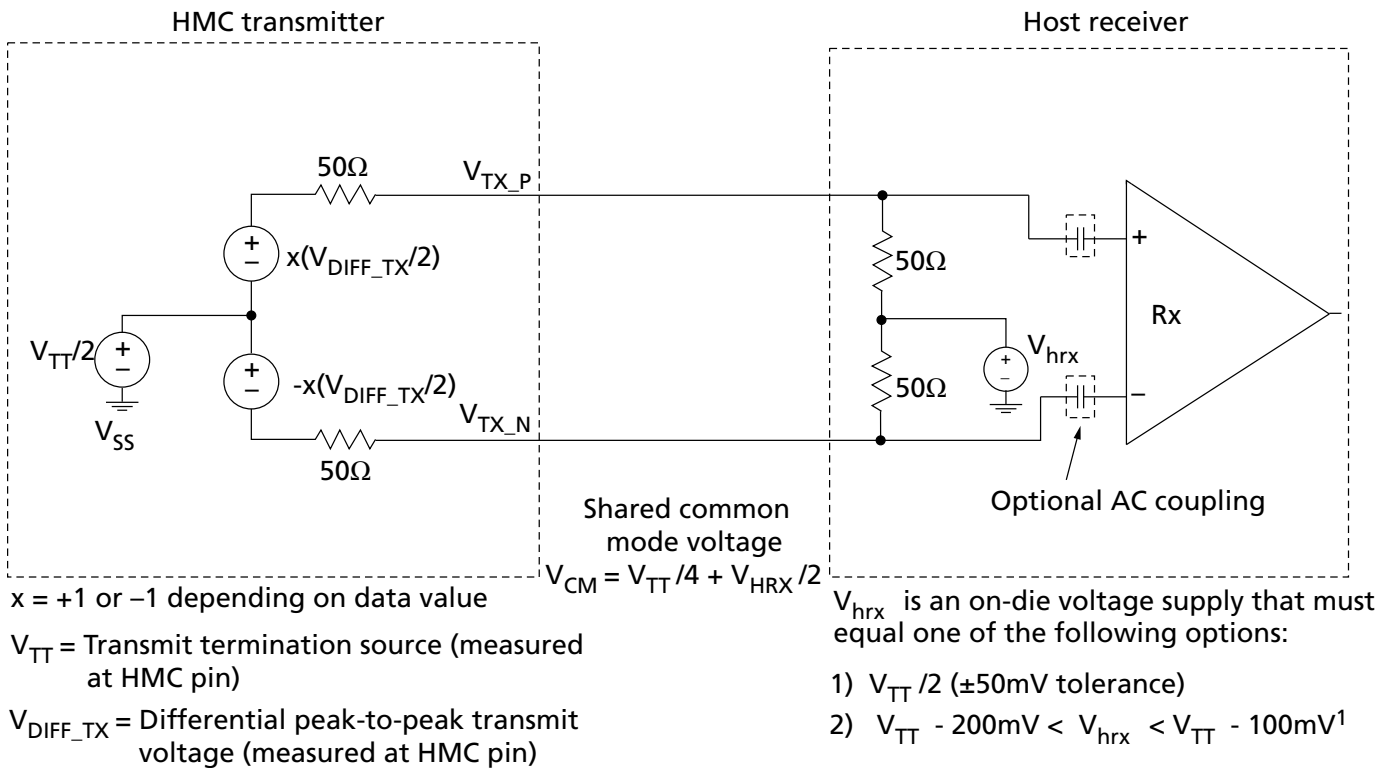 HMC transmitter
Host receiver
50Ω
V_TX_P
+
−
x(V_DIFF_TX/2)
V_TT/2
+
−
V_SS
+
−
-x(V_DIFF_TX/2)
V_TX_N
50Ω
50Ω
50Ω
+
−
V_hrx
+
Rx
−
Optional AC coupling
Shared common
mode voltage
V_CM = V_TT /4 + V_HRX /2
x = +1 or –1 depending on data value
V_TT = Transmit termination source (measured
at HMC pin)
V_DIFF_TX = Differential peak-to-peak transmit
voltage (measured at HMC pin)
V_hrx is an on-die voltage supply that must
equal one of the following options:
1) V_TT /2 (±50mV tolerance)
2) V_TT - 200mV < V_hrx < V_TT - 100mV¹